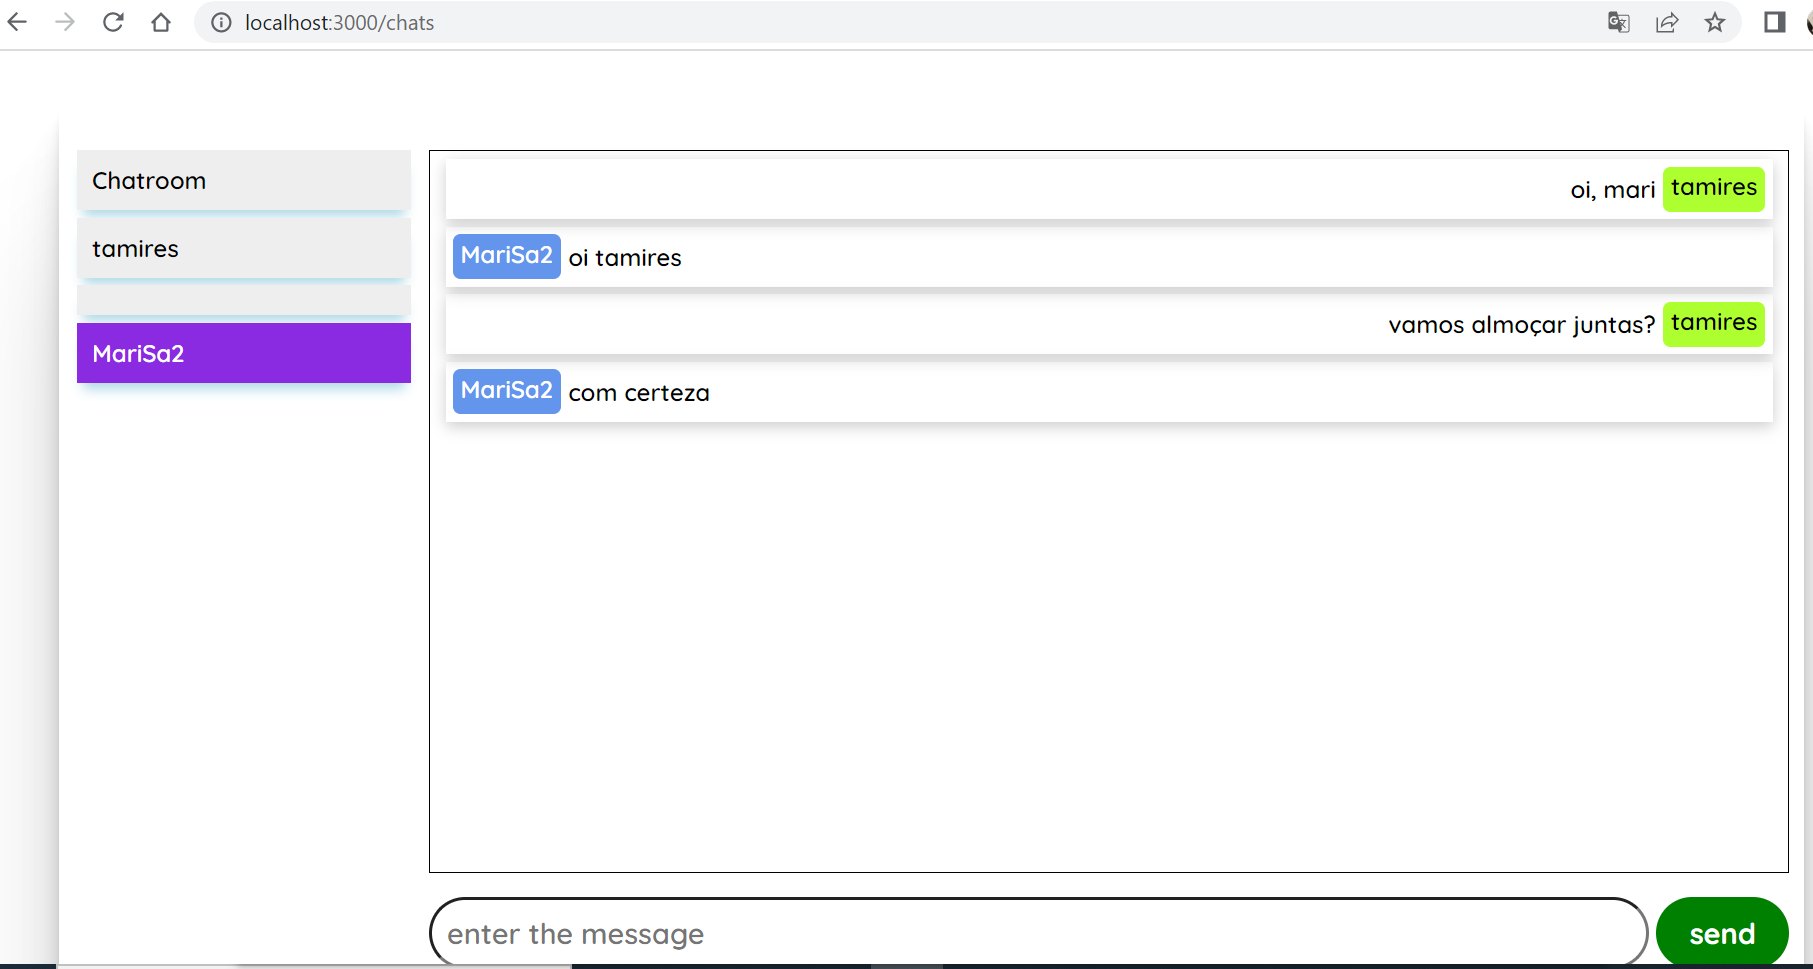 localhost:3000/chats
Chatroom
tamires
MariSa2
oi, mari tamires
MariSa2 oi tamires
vamos almoçar juntas? tamires
MariSa2 com certeza
enter the message
send